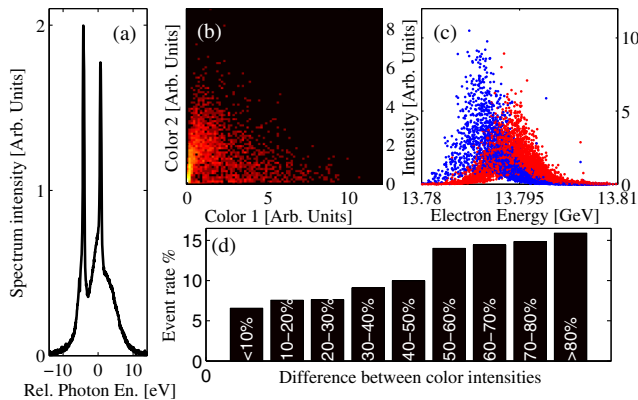 (a)
2
1
0
Spectrum intensity [Arb. Units]
−10 0 10
Rel. Photon En. [eV]
(b)
8
6
4
2
0
Color 2 [Arb. Units]
0 5 10
Color 1 [Arb. Units]
(c)
10
5
0
Intensity [Arb. Units]
13.78 13.795 13.81
Electron Energy [GeV]
(d)
15
10
5
0
Event rate %
<10%
10−20%
20−30%
30−40%
40−50%
50−60%
60−70%
70−80%
>80%
Difference between color intensities